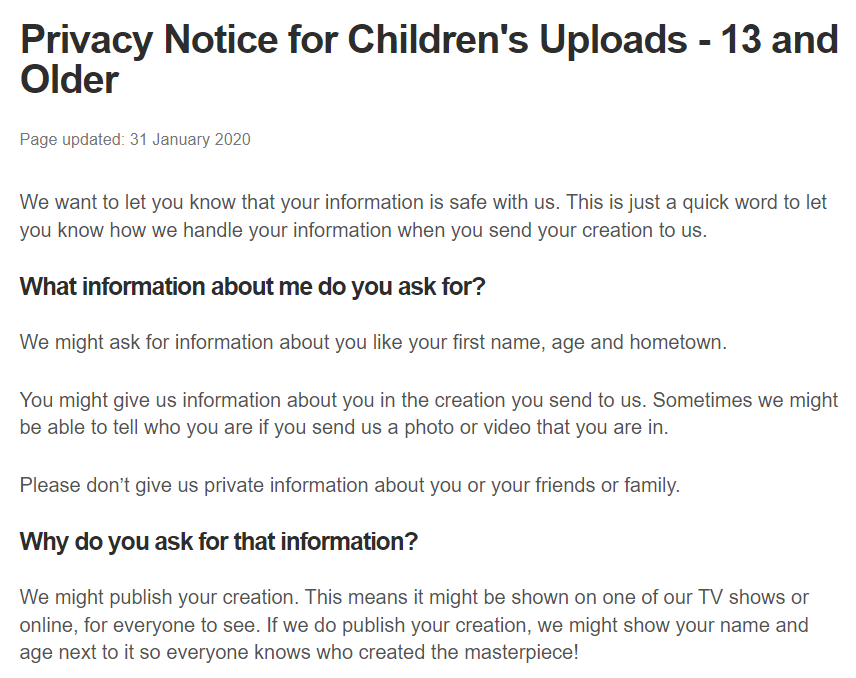 Privacy Notice for Children's Uploads - 13 and
Older
Page updated: 31 January 2020
We want to let you know that your information is safe with us. This is just a quick word to let
you know how we handle your information when you send your creation to us.
What information about me do you ask for?
We might ask for information about you like your first name, age and hometown.
You might give us information about you in the creation you send to us. Sometimes we might
be able to tell who you are if you send us a photo or video that you are in.
Please don’t give us private information about you or your friends or family.
Why do you ask for that information?
We might publish your creation. This means it might be shown on one of our TV shows or
online, for everyone to see. If we do publish your creation, we might show your name and
age next to it so everyone knows who created the masterpiece!